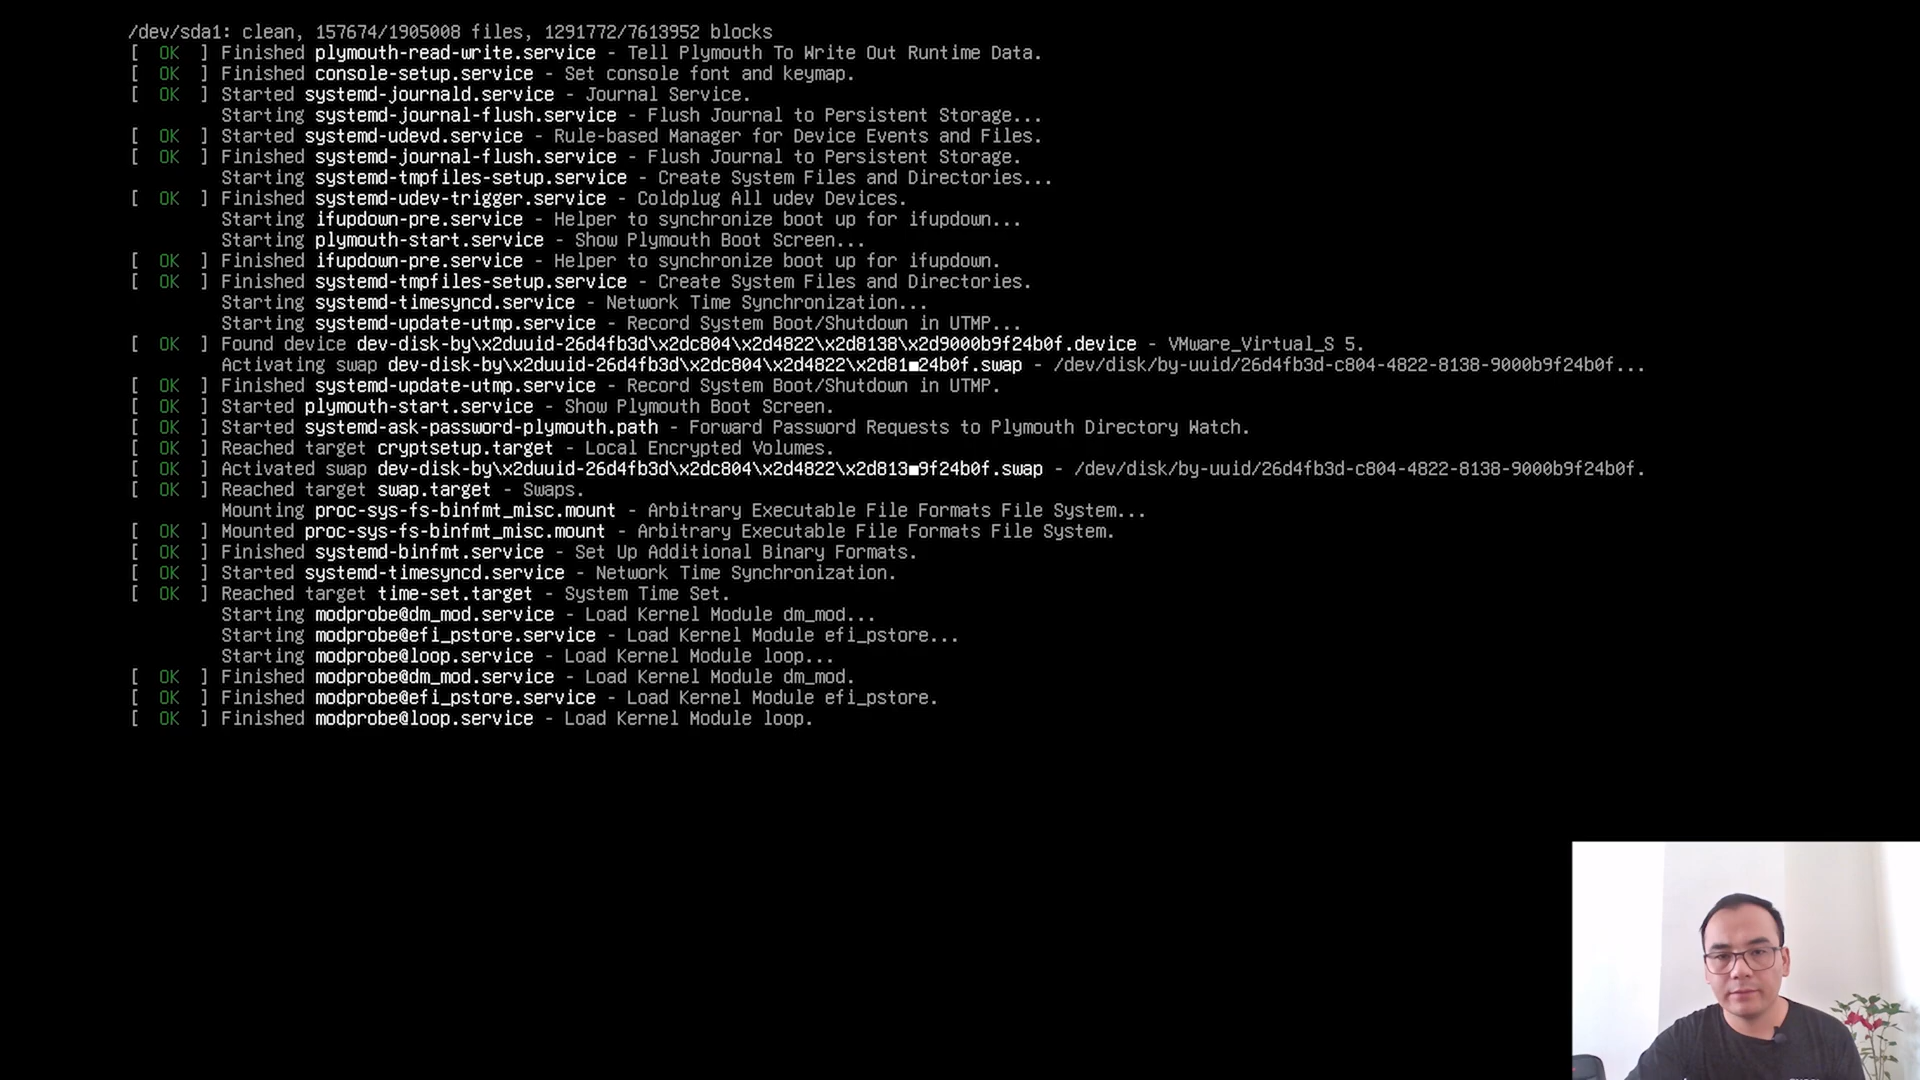 /dev/sda1: clean, 157674/1905008 files, 1291772/7613952 blocks
[  OK  ] Finished plymouth-read-write.service - Tell Plymouth To Write Out Runtime Data.
[  OK  ] Finished console-setup.service - Set console font and keymap.
[  OK  ] Started systemd-journald.service - Journal Service.
Starting systemd-journal-flush.service - Flush Journal to Persistent Storage...
[  OK  ] Started systemd-udevd.service - Rule-based Manager for Device Events and Files.
[  OK  ] Finished systemd-journal-flush.service - Flush Journal to Persistent Storage.
Starting systemd-tmpfiles-setup.service - Create System Files and Directories...
[  OK  ] Finished systemd-udev-trigger.service - Coldplug All udev Devices.
Starting ifupdown-pre.service - Helper to synchronize boot up for ifupdown...
Starting plymouth-start.service - Show Plymouth Boot Screen...
[  OK  ] Finished ifupdown-pre.service - Helper to synchronize boot up for ifupdown.
[  OK  ] Finished systemd-tmpfiles-setup.service - Create System Files and Directories.
Starting systemd-timesyncd.service - Network Time Synchronization...
Starting systemd-update-utmp.service - Record System Boot/Shutdown in UTMP...
[  OK  ] Found device dev-disk-by\x2duuid-26d4fb3d\x2dc804\x2d4822\x2d8138\x2d9000b9f24b0f.device - VMware_Virtual_S 5.
Activating swap dev-disk-by\x2duuid-26d4fb3d\x2dc804\x2d4822\x2d81■24b0f.swap - /dev/disk/by-uuid/26d4fb3d-c804-4822-8138-9000b9f24b0f...
[  OK  ] Finished systemd-update-utmp.service - Record System Boot/Shutdown in UTMP.
[  OK  ] Started plymouth-start.service - Show Plymouth Boot Screen.
[  OK  ] Started systemd-ask-password-plymouth.path - Forward Password Requests to Plymouth Directory Watch.
[  OK  ] Reached target cryptsetup.target - Local Encrypted Volumes.
[  OK  ] Activated swap dev-disk-by\x2duuid-26d4fb3d\x2dc804\x2d4822\x2d813■9f24b0f.swap - /dev/disk/by-uuid/26d4fb3d-c804-4822-8138-9000b9f24b0f.
[  OK  ] Reached target swap.target - Swaps.
Mounting proc-sys-fs-binfmt_misc.mount - Arbitrary Executable File Formats File System...
[  OK  ] Mounted proc-sys-fs-binfmt_misc.mount - Arbitrary Executable File Formats File System.
[  OK  ] Finished systemd-binfmt.service - Set Up Additional Binary Formats.
[  OK  ] Started systemd-timesyncd.service - Network Time Synchronization.
[  OK  ] Reached target time-set.target - System Time Set.
Starting modprobe@dm_mod.service - Load Kernel Module dm_mod...
Starting modprobe@efi_pstore.service - Load Kernel Module efi_pstore...
Starting modprobe@loop.service - Load Kernel Module loop...
[  OK  ] Finished modprobe@dm_mod.service - Load Kernel Module dm_mod.
[  OK  ] Finished modprobe@efi_pstore.service - Load Kernel Module efi_pstore.
[  OK  ] Finished modprobe@loop.service - Load Kernel Module loop.